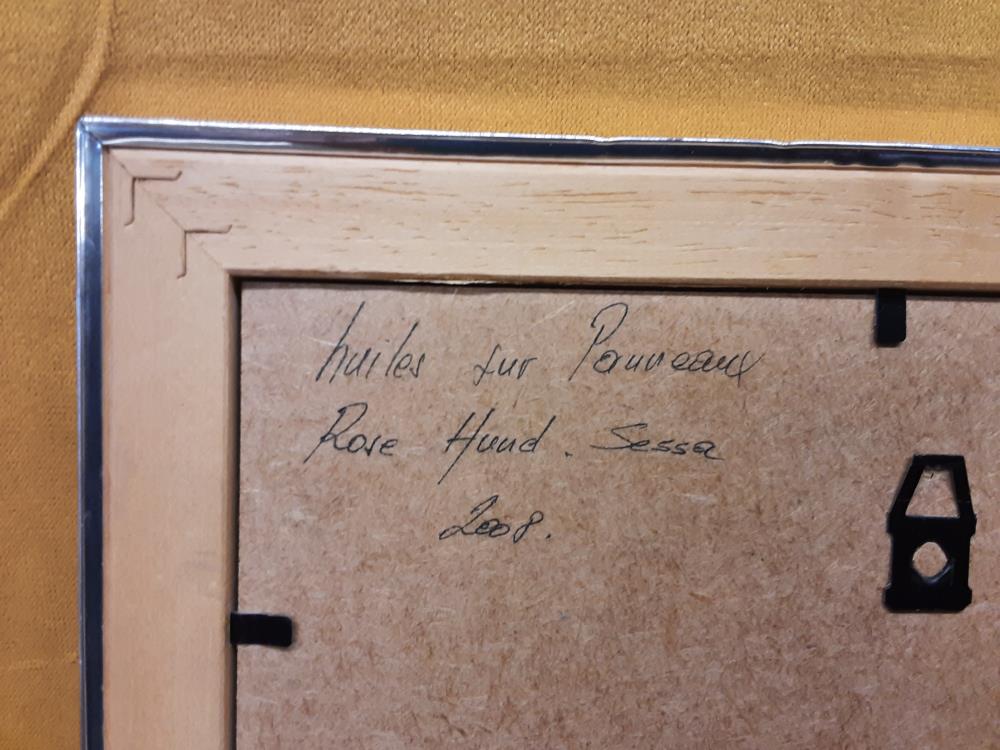 huiles sur Panneaux
Rose Hund. Sessa
2008.